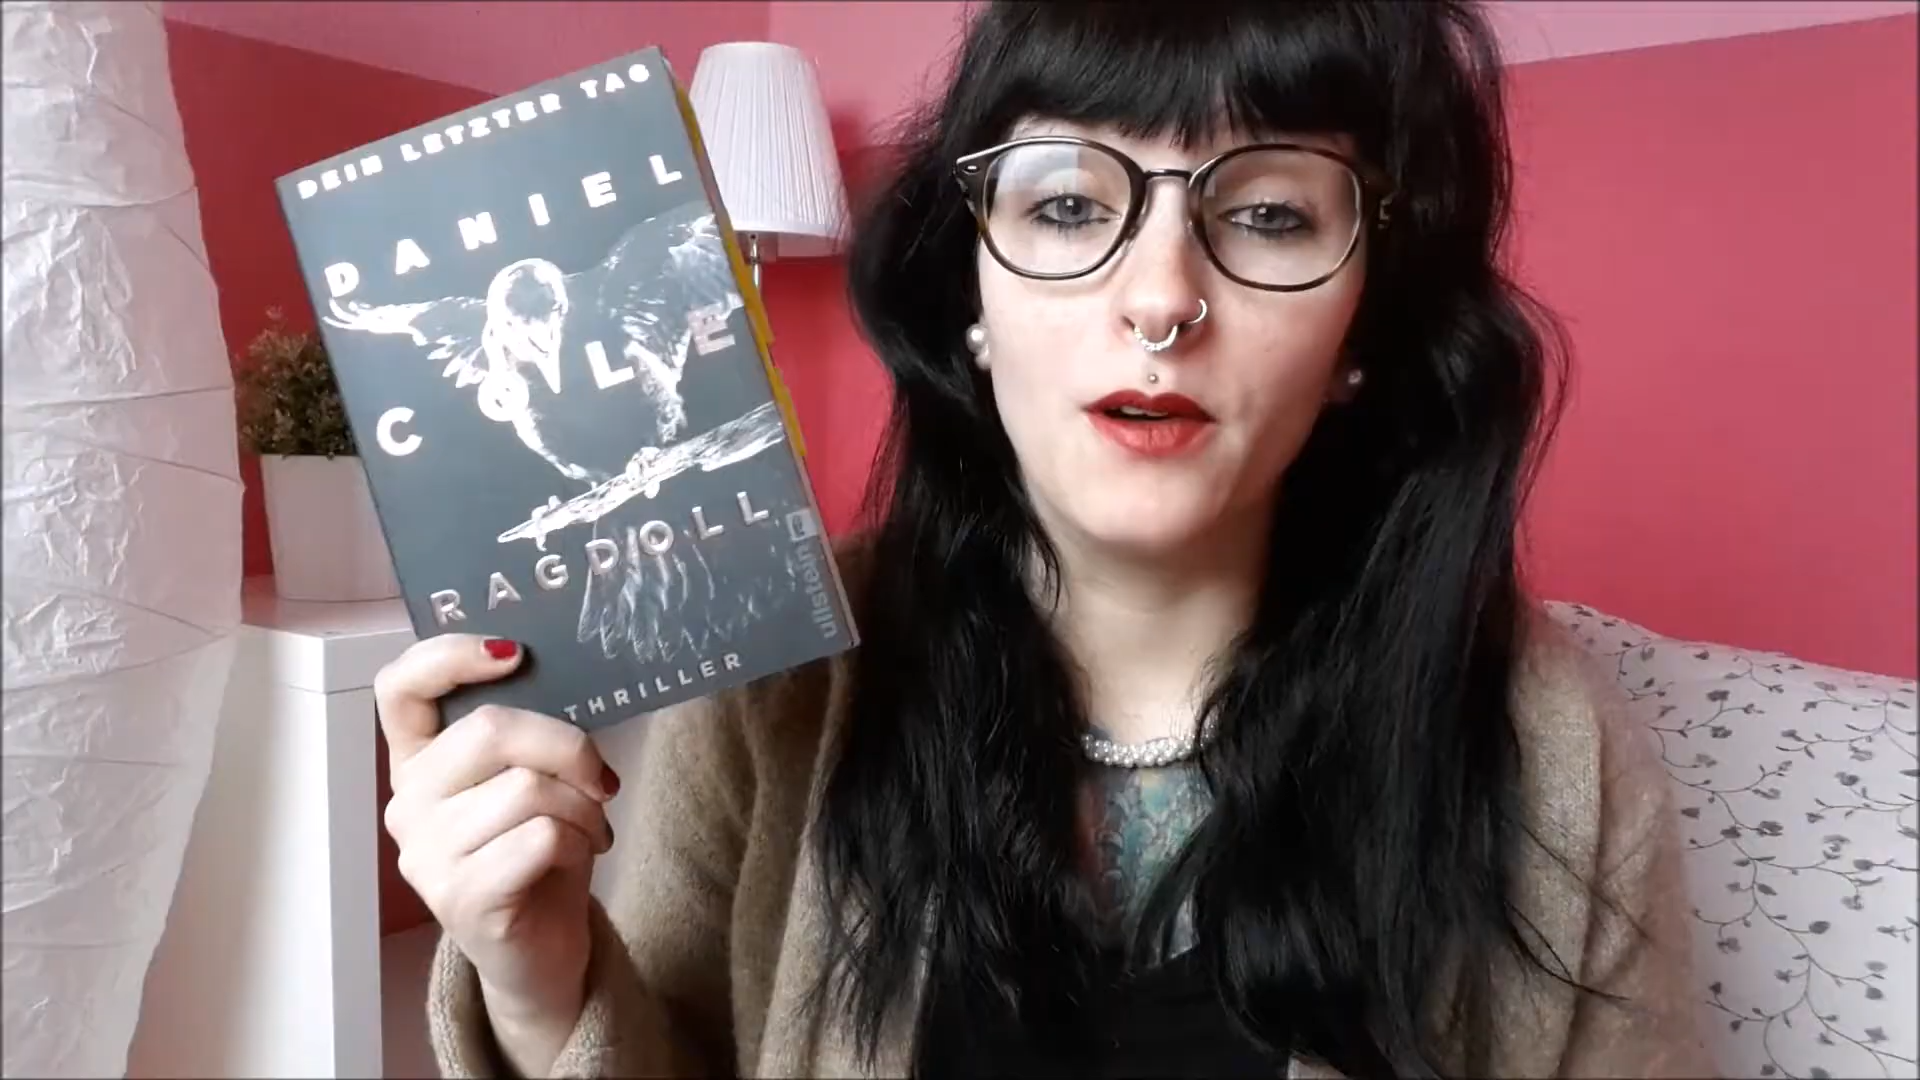 DEIN LETZTER TAG
DANIEL
COLE
RAGDOLL
ullstein
THRILLER